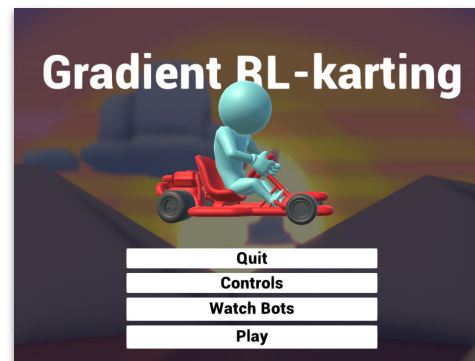 Gradient RL-karting
Quit
Controls
Watch Bots
Play